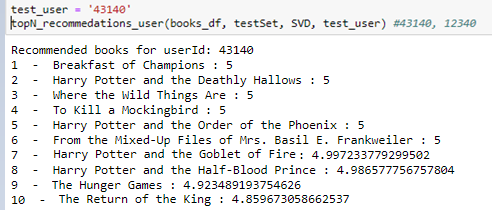 test_user = '43140'
topN_recommedations_user(books_df, testSet, SVD, test_user) #43140, 12340
Recommended books for userId: 43140
1 - Breakfast of Champions : 5
2 - Harry Potter and the Deathly Hallows : 5
3 - Where the Wild Things Are : 5
4 - To Kill a Mockingbird : 5
5 - Harry Potter and the Order of the Phoenix : 5
6 - From the Mixed-Up Files of Mrs. Basil E. Frankweiler : 5
7 - Harry Potter and the Goblet of Fire : 4.997233779299502
8 - Harry Potter and the Half-Blood Prince : 4.986577756757804
9 - The Hunger Games : 4.923489193754626
10 - The Return of the King : 4.859673058662537